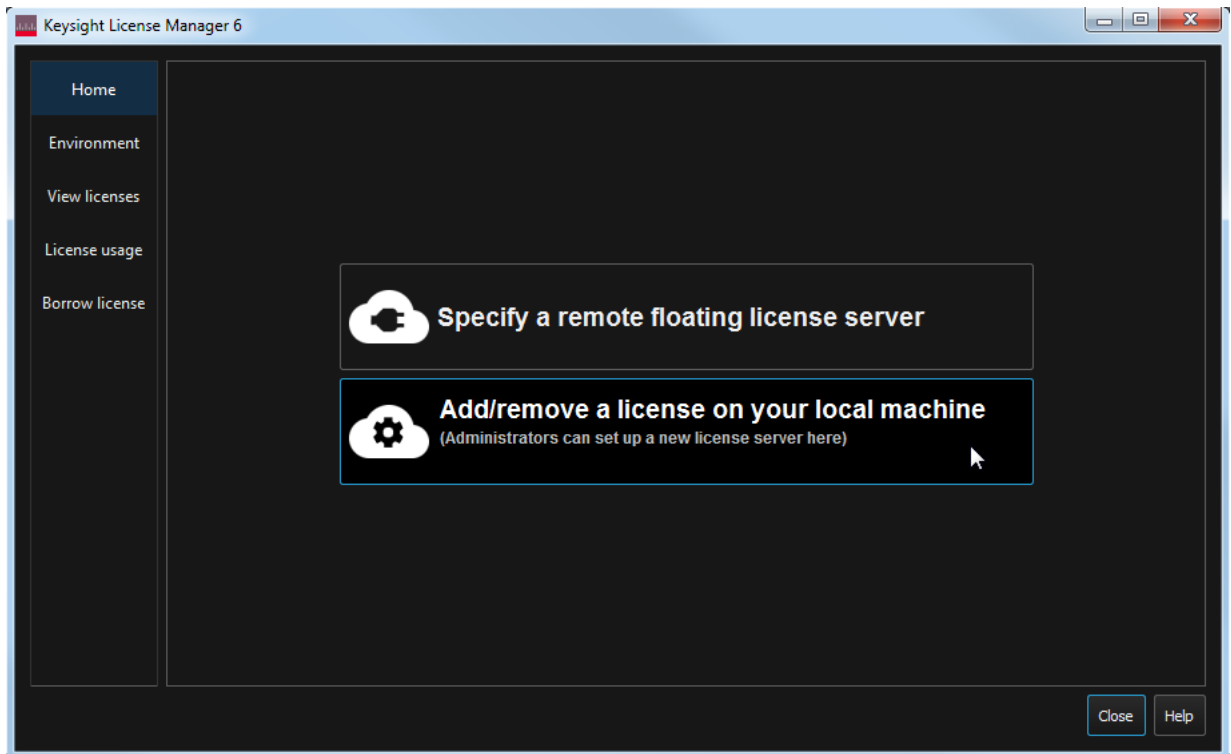 Keysight License Manager 6
Home
Environment
View licenses
License usage
Borrow license
Specify a remote floating license server
Add/remove a license on your local machine
(Administrators can set up a new license server here)
Close
Help